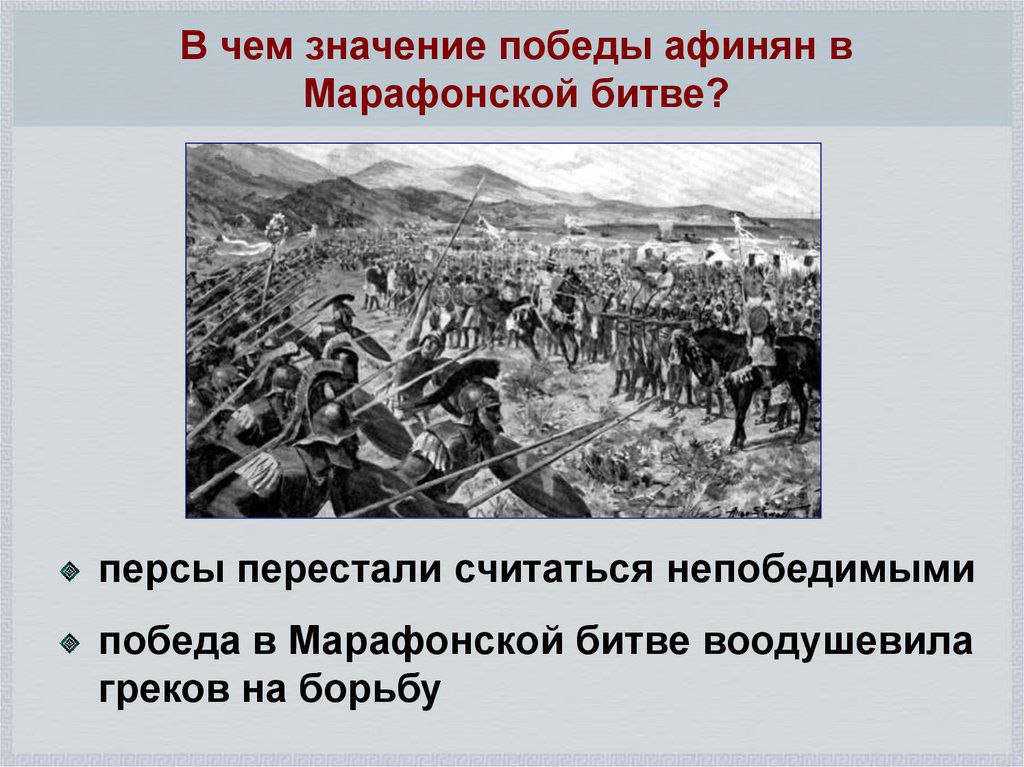 В чем значение победы афинян в
Марафонской битве?
персы перестали считаться непобедимыми
победа в Марафонской битве воодушевила
греков на борьбу